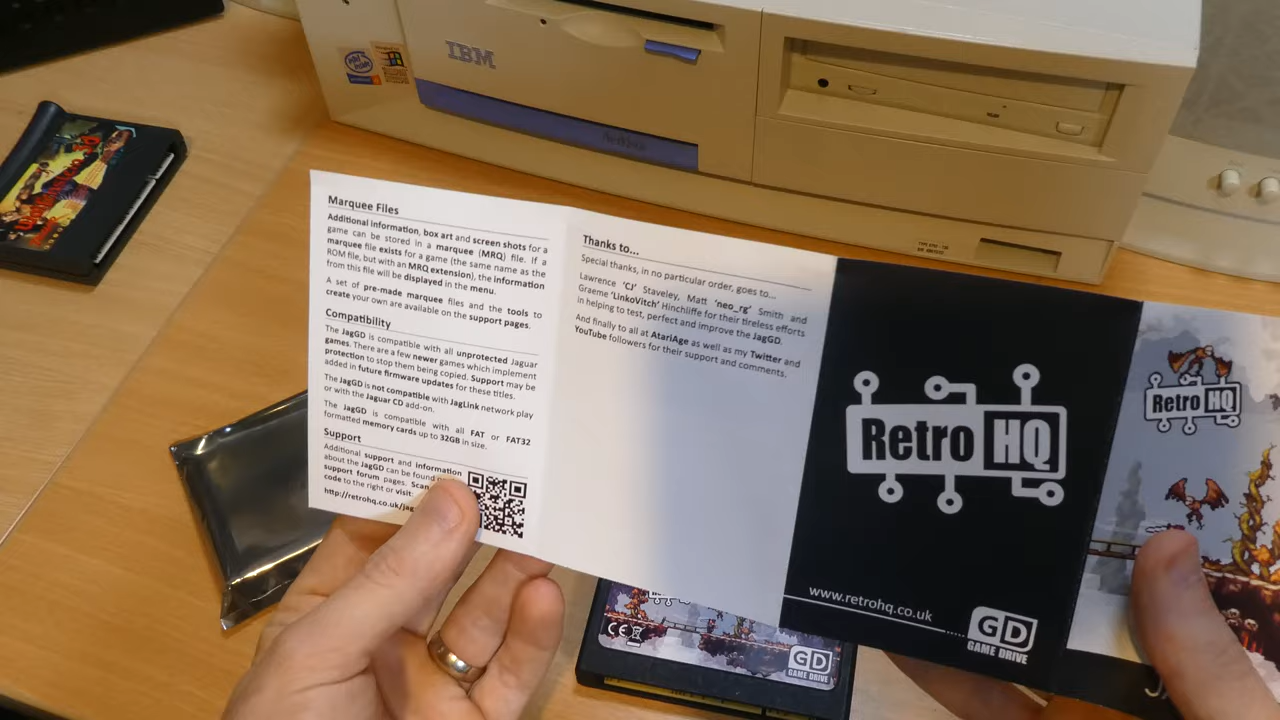 IBM
Marquee Files
Additional information, box art and screen shots for a
game can be stored in a marquee (MRQ) file. If a
marquee file exists for a game (the same name as the
ROM file, but with an MRQ extension), the information
from this file will be displayed in the menu.
A set of pre-made marquee files and the tools to
create your own are available on the support pages.
Compatibility
The JagGD is compatible with all unprotected Jaguar
games. There are a few newer games which implement
protection to stop them being copied. Support may be
added in future firmware updates for these titles.
The JagGD is not compatible with JagLink network play
or with the Jaguar CD add-on.
The JagGD is compatible with all FAT or FAT32
formatted memory cards up to 32GB in size.
Support
Additional support and information
about the JagGD can be found
support forum pages. Scan
code to the right or visit:
http://retrohq.co.uk/jag
Thanks to...
Special thanks, in no particular order, goes to...
Lawrence 'CJ' Staveley, Matt 'neo_rg' Smith and
Graeme 'LinkoVitch' Hinchliffe for their tireless efforts
in helping to test, perfect and improve the JagGD.
And finally to all at AtariAge as well as my Twitter and
YouTube followers for their support and comments.
Retro HQ
www.retrohq.co.uk
GD
GAME DRIVE
Retro HQ
CE
GD
GAME DRIVE